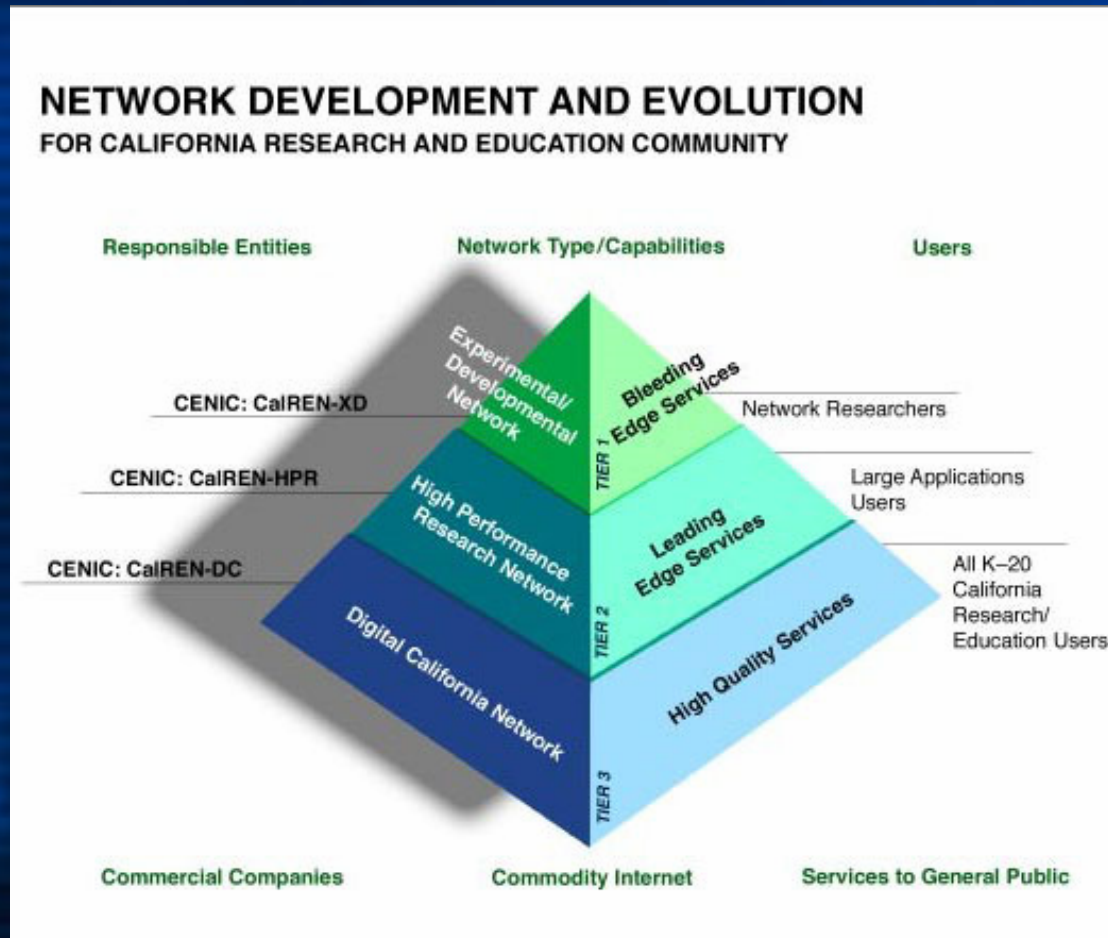 NETWORK DEVELOPMENT AND EVOLUTION
FOR CALIFORNIA RESEARCH AND EDUCATION COMMUNITY
Responsible Entities
Network Type/Capabilities
Users
CENIC: CalREN-XD
Experimental/
Developmental
Network
TIER 1
Bleeding
Edge Services
Network Researchers
CENIC: CalREN-HPR
High Performance
Research Network
TIER 2
Leading
Edge Services
Large Applications
Users
CENIC: CalREN-DC
Digital California Network
TIER 3
High Quality Services
All K–20
California
Research/
Education Users
Commercial Companies
Commodity Internet
Services to General Public